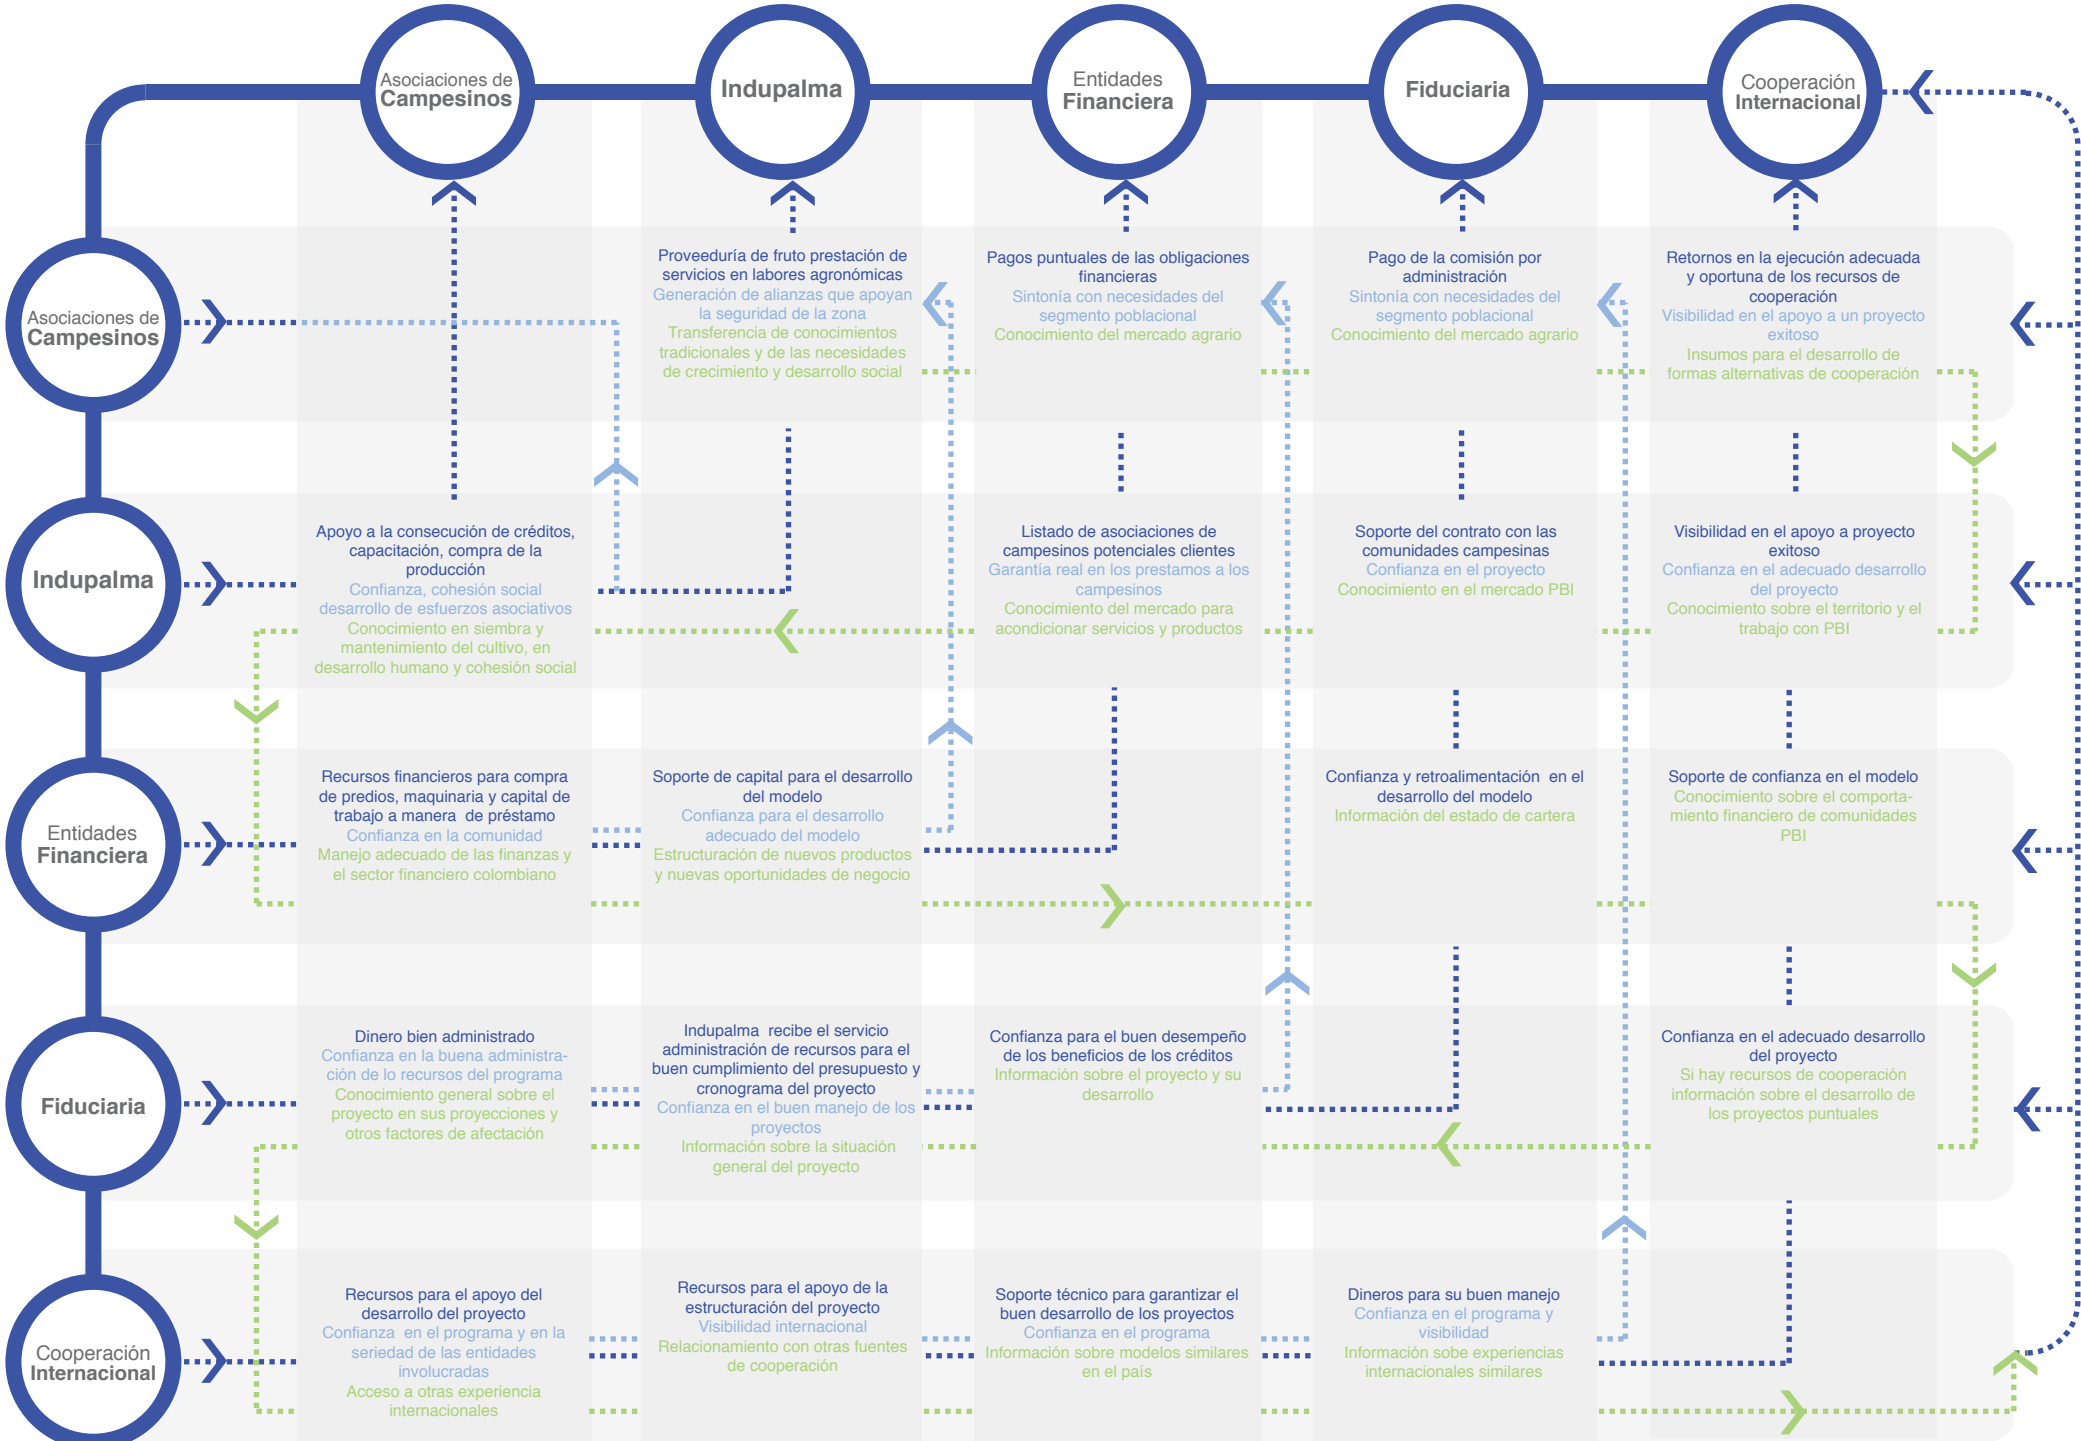 Asociaciones de
Campesinos
Indupalma
Entidades
Financiera
Fiduciaria
Cooperación
Internacional
Asociaciones de
Campesinos
Proveeduría de fruto prestación de
servicios en labores agronómicas
Generación de alianzas que apoyan
la seguridad de la zona
Transferencia de conocimientos
tradicionales y de las necesidades
de crecimiento y desarrollo social
Pagos puntuales de las obligaciones
financieras
Sintonía con necesidades del
segmento poblacional
Conocimiento del mercado agrario
Pago de la comisión por
administración
Sintonía con necesidades del
segmento poblacional
Conocimiento del mercado agrario
Retornos en la ejecución adecuada
y oportuna de los recursos de
cooperación
Visibilidad en el apoyo a un proyecto
exitoso
Insumos para el desarrollo de
formas alternativas de cooperación
Indupalma
Apoyo a la consecución de créditos,
capacitación, compra de la
producción
Confianza, cohesión social
desarrollo de esfuerzos asociativos
Conocimiento en siembra y
mantenimiento del cultivo, en
desarrollo humano y cohesión social
Listado de asociaciones de
campesinos potenciales clientes
Garantía real en los prestamos a los
campesinos
Conocimiento del mercado para
acondicionar servicios y productos
Soporte del contrato con las
comunidades campesinas
Confianza en el proyecto
Conocimiento en el mercado PBI
Visibilidad en el apoyo a proyecto
exitoso
Confianza en el adecuado desarrollo
del proyecto
Conocimiento sobre el territorio y el
trabajo con PBI
Entidades
Financiera
Recursos financieros para compra
de predios, maquinaria y capital de
trabajo a manera de préstamo
Confianza en la comunidad
Manejo adecuado de las finanzas y
el sector financiero colombiano
Soporte de capital para el desarrollo
del modelo
Confianza para el desarrollo
adecuado del modelo
Estructuración de nuevos productos
y nuevas oportunidades de negocio
Confianza y retroalimentación en el
desarrollo del modelo
Información del estado de cartera
Soporte de confianza en el modelo
Conocimiento sobre el comporta-
miento financiero de comunidades
PBI
Fiduciaria
Dinero bien administrado
Confianza en la buena administra-
ción de lo recursos del programa
Conocimiento general sobre el
proyecto en sus proyecciones y
otros factores de afectación
Indupalma recibe el servicio
administración de recursos para el
buen cumplimiento del presupuesto y
cronograma del proyecto
Confianza en el buen manejo de los
proyectos
Información sobre la situación
general del proyecto
Confianza para el buen desempeño
de los beneficios de los créditos
Información sobre el proyecto y su
desarrollo
Confianza en el adecuado desarrollo
del proyecto
Si hay recursos de cooperación
información sobre el desarrollo de
los proyectos puntuales
Cooperación
Internacional
Recursos para el apoyo del
desarrollo del proyecto
Confianza en el programa y en la
seriedad de las entidades
involucradas
Acceso a otras experiencia
internacionales
Recursos para el apoyo de la
estructuración del proyecto
Visibilidad internacional
Relacionamiento con otras fuentes
de cooperación
Soporte técnico para garantizar el
buen desarrollo de los proyectos
Confianza en el programa
Información sobre modelos similares
en el país
Dineros para su buen manejo
Confianza en el programa y
visibilidad
Información sobe experiencias
internacionales similares